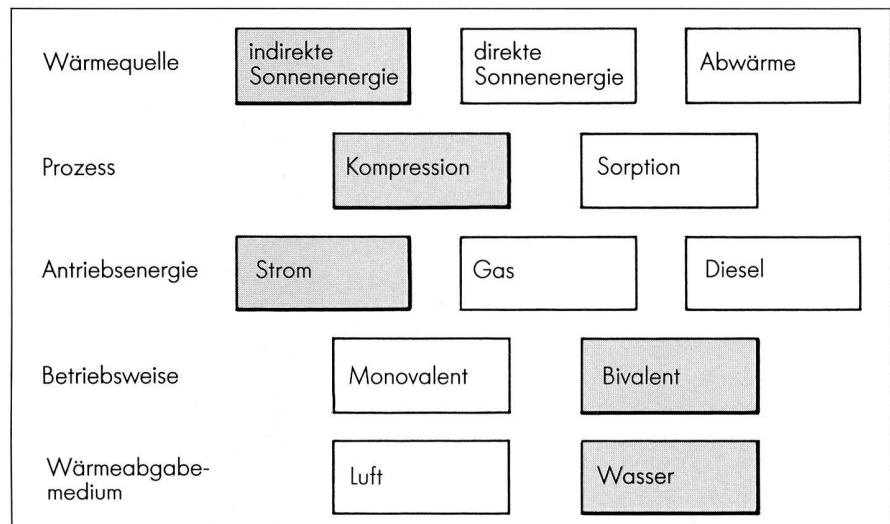 Wärmequelle
indirekte
Sonnenenergie
direkte
Sonnenenergie
Abwärme
Prozess
Kompression
Sorption
Antriebsenergie
Strom
Gas
Diesel
Betriebsweise
Monovalent
Bivalent
Wärmeabgabe-
medium
Luft
Wasser